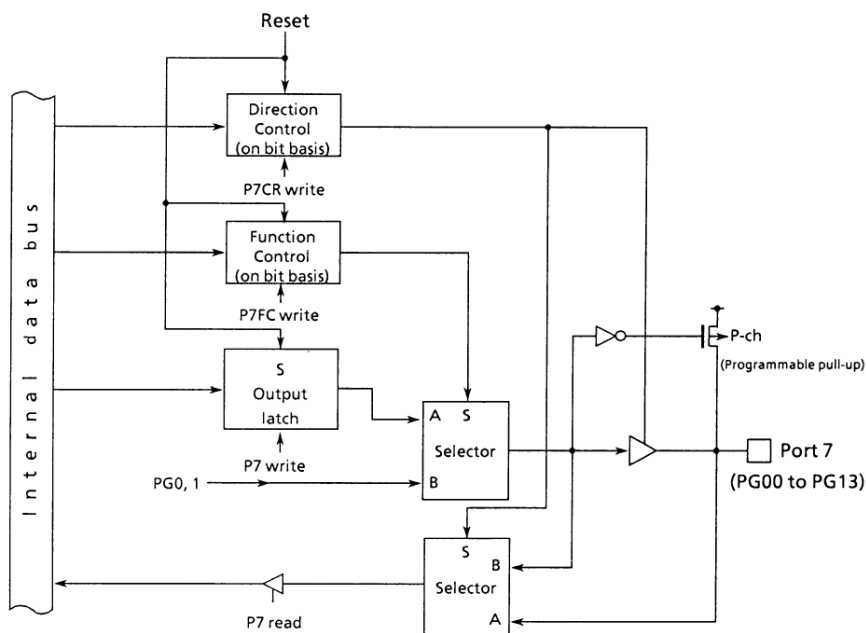 Reset
Direction
Control
(on bit basis)
P7CR write
Function
Control
(on bit basis)
P7FC write
Internal data bus
S
Output
latch
P7 write
PG0, 1
A S
Selector
B
P-ch
(Programmable pull-up)
Port 7
(PG00 to PG13)
S
B
Selector
A
P7 read